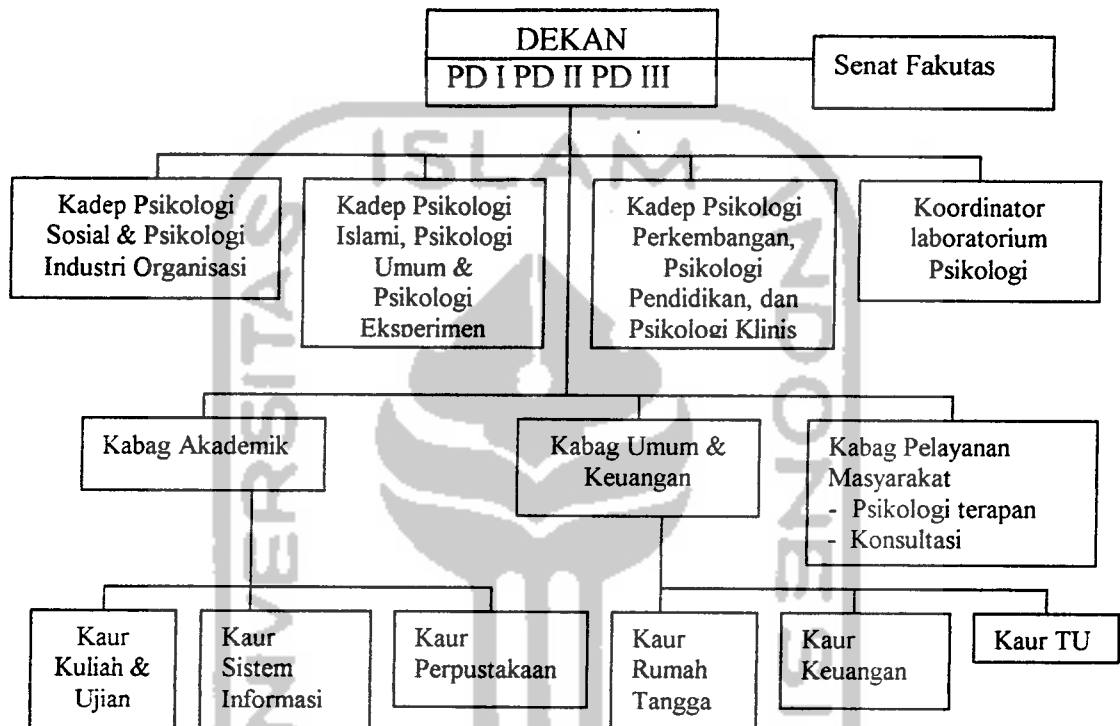 DEKAN
PD I PD II PD III
Senat Fakutas
Kadep Psikologi
Sosial & Psikologi
Industri Organisasi
Kadep Psikologi
Islami, Psikologi
Umum &
Psikologi
Eksperimen
Kadep Psikologi
Perkembangan,
Psikologi
Pendidikan, dan
Psikologi Klinis
Koordinator
laboratorium
Psikologi
Kabag Akademik
Kabag Umum &
Keuangan
Kabag Pelayanan
Masyarakat
- Psikologi terapan
- Konsultasi
Kaur
Kuliah &
Ujian
Kaur
Sistem
Informasi
Kaur
Perpustakaan
Kaur
Rumah
Tangga
Kaur
Keuangan
Kaur TU
ISLAM